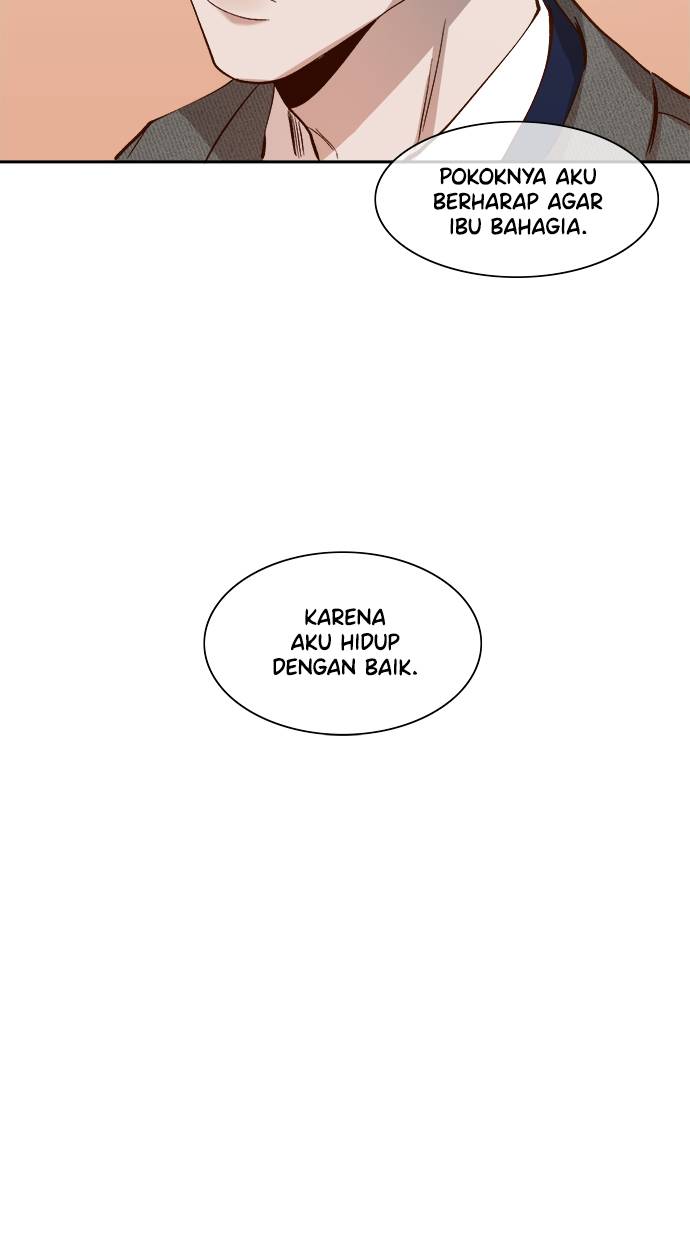 POKOKNYA AKU
BERHARAP AGAR
IBU BAHAGIA.
KARENA
AKU HIDUP
DENGAN BAIK.